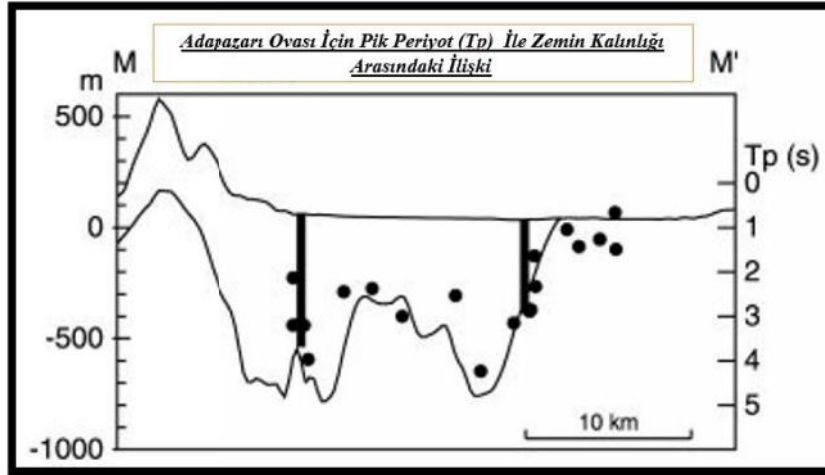 Adapazarı Ovası İçin Pik Periyot (Tp) İle Zemin Kalınlığı
Arasındaki İlişki
M
M'
m
Tp (s)
500
0
-500
-1000
0
1
2
3
4
5
10 km